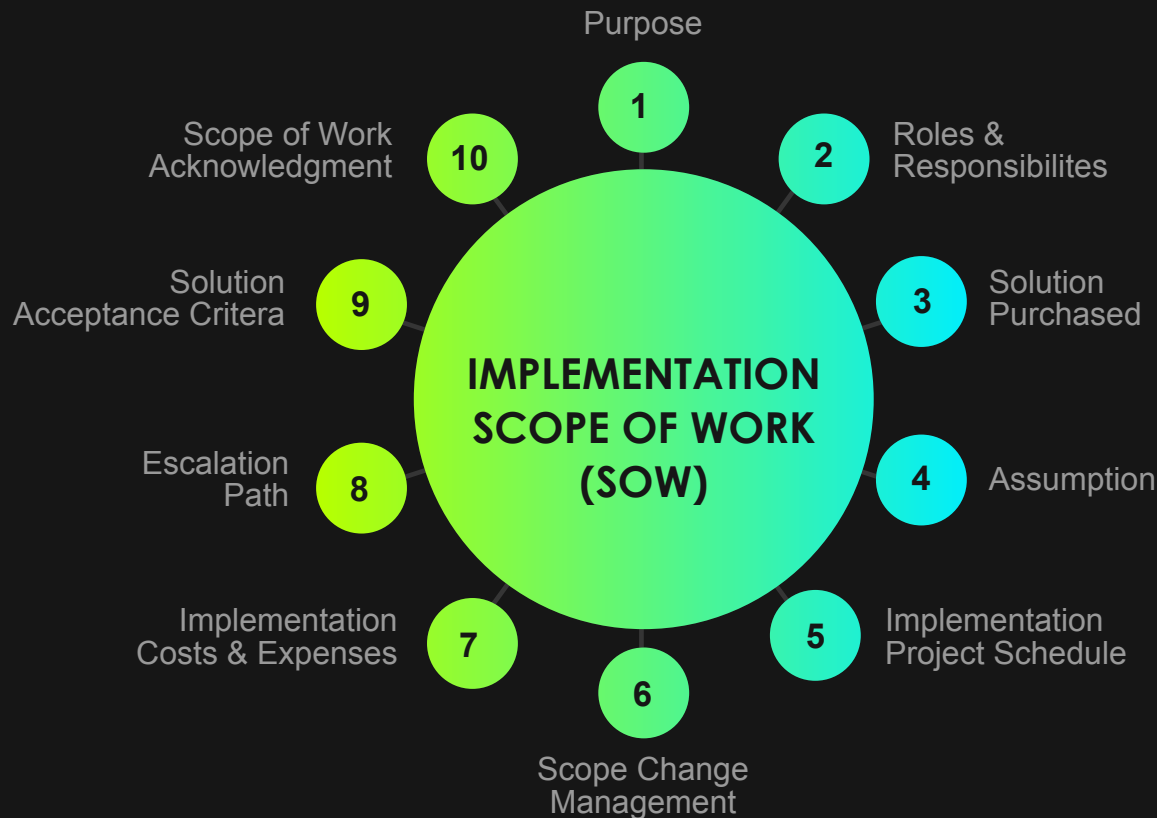 Purpose
1
2
Roles &
Responsibilites
3
Solution
Purchased
4
Assumption
5
Implementation
Project Schedule
6
Scope Change
Management
7
Implementation
Costs & Expenses
8
Escalation
Path
9
Solution
Acceptance Critera
10
Scope of Work
Acknowledgment
IMPLEMENTATION
SCOPE OF WORK
(SOW)